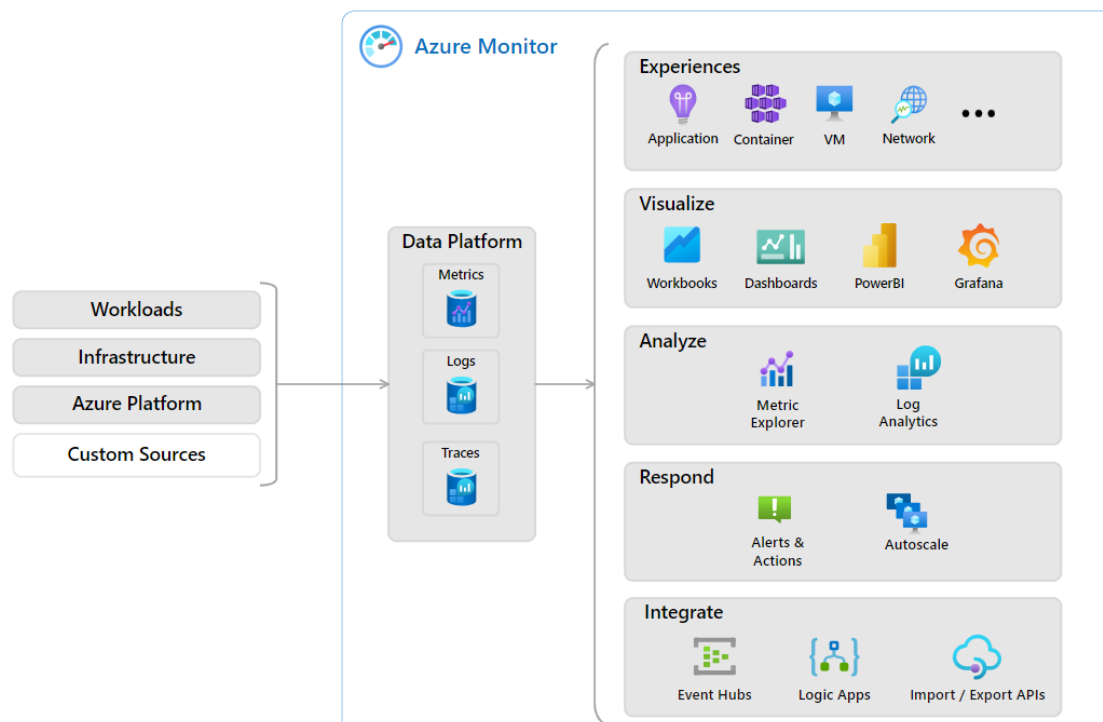 Azure Monitor
Experiences
Application
Container
VM
Network
Visualize
Workbooks
Dashboards
PowerBI
Grafana
Data Platform
Metrics
Logs
Traces
Workloads
Infrastructure
Azure Platform
Custom Sources
Analyze
Metric
Explorer
Log
Analytics
Respond
Alerts &
Actions
Autoscale
Integrate
Event Hubs
Logic Apps
Import / Export APIs